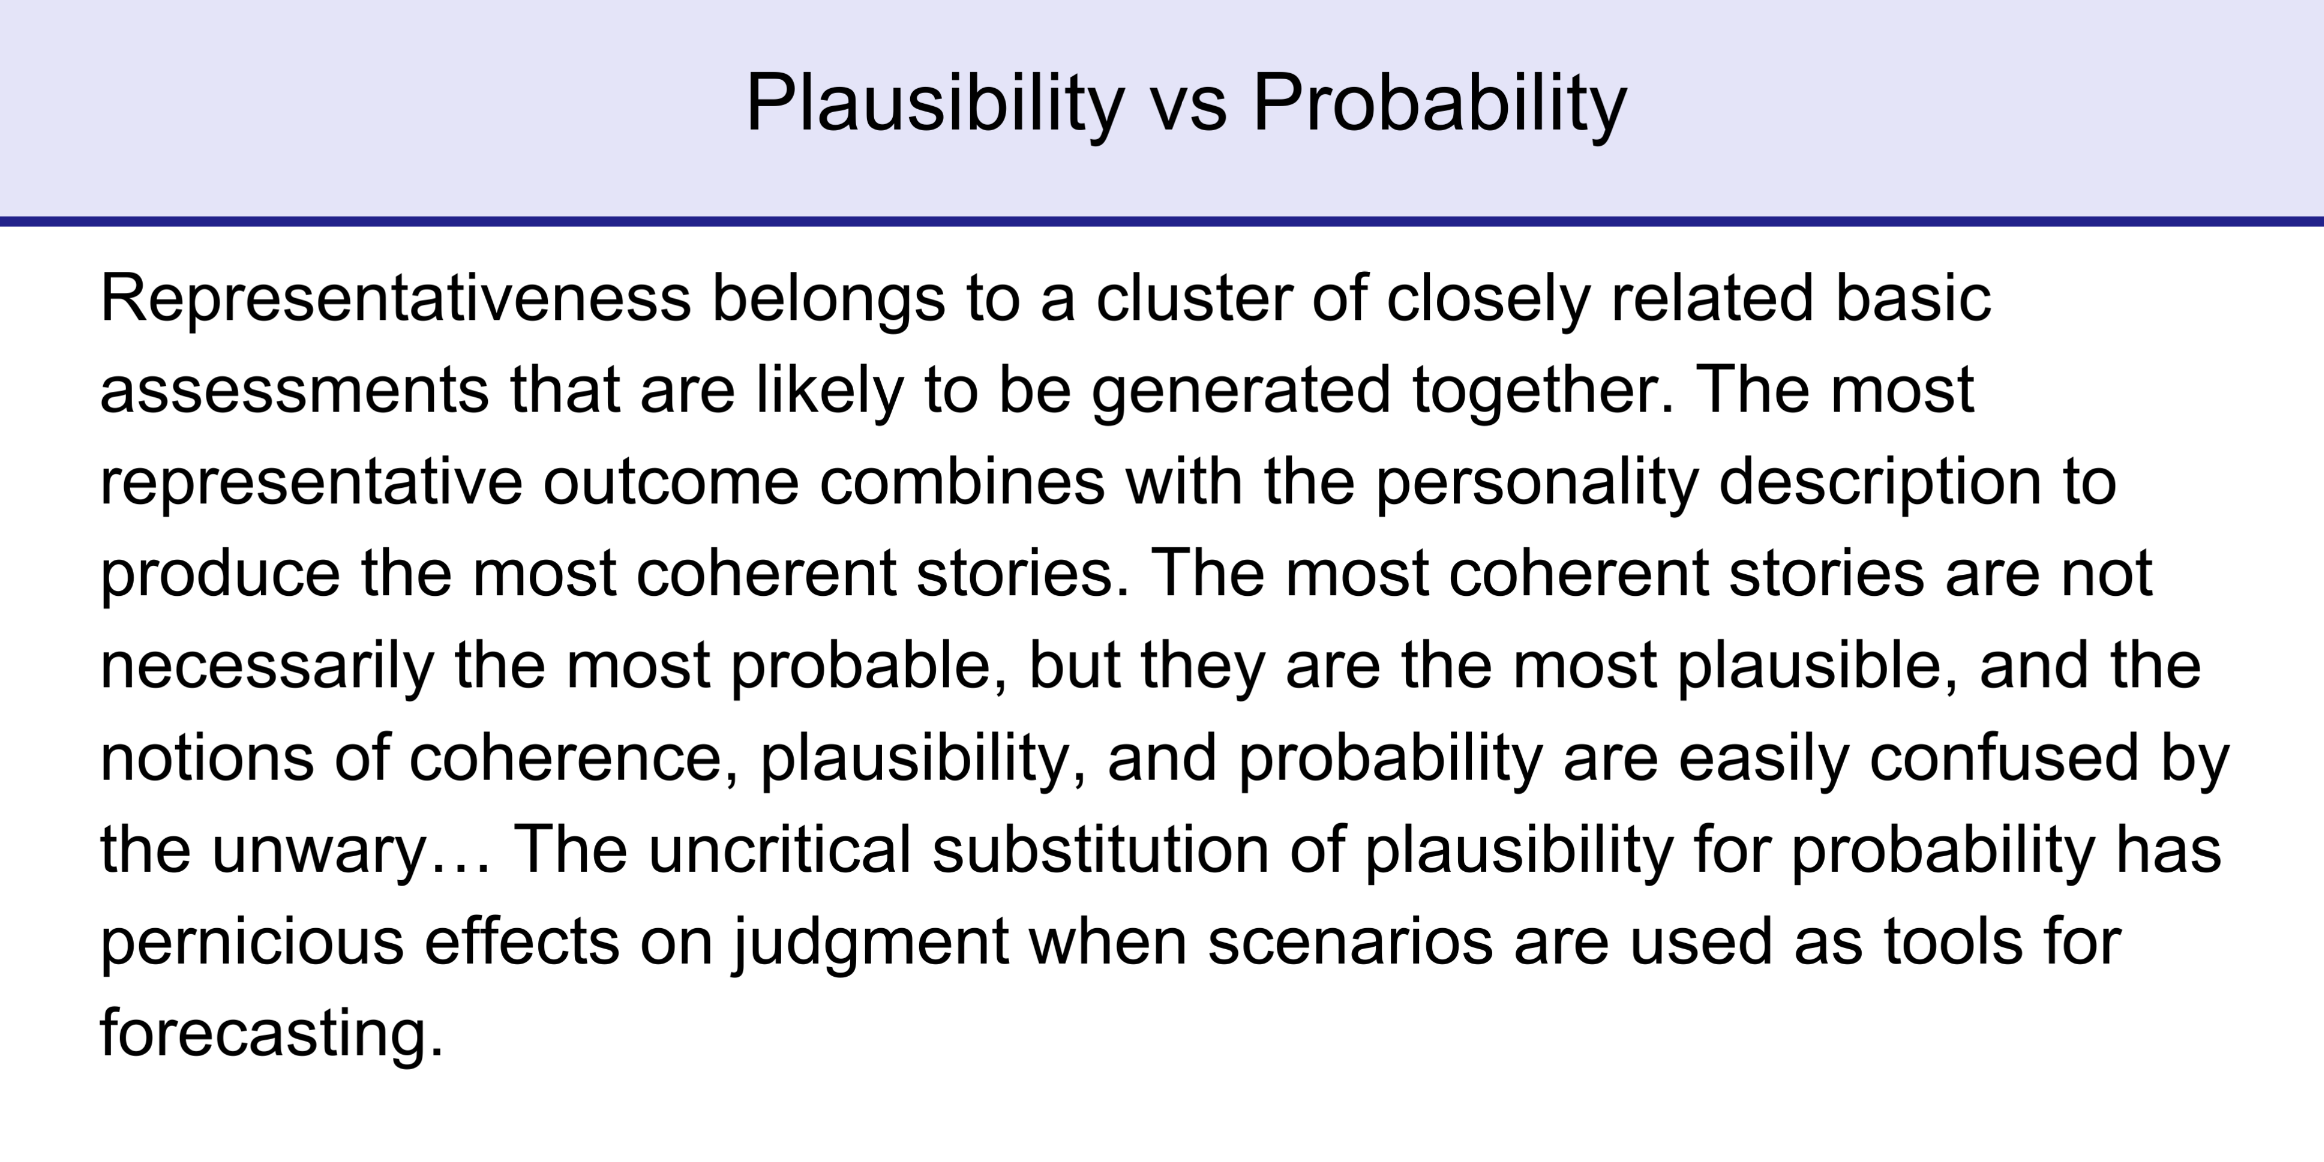 Plausibility vs Probability
Representativeness belongs to a cluster of closely related basic
assessments that are likely to be generated together. The most
representative outcome combines with the personality description to
produce the most coherent stories. The most coherent stories are not
necessarily the most probable, but they are the most plausible, and the
notions of coherence, plausibility, and probability are easily confused by
the unwary… The uncritical substitution of plausibility for probability has
pernicious effects on judgment when scenarios are used as tools for
forecasting.